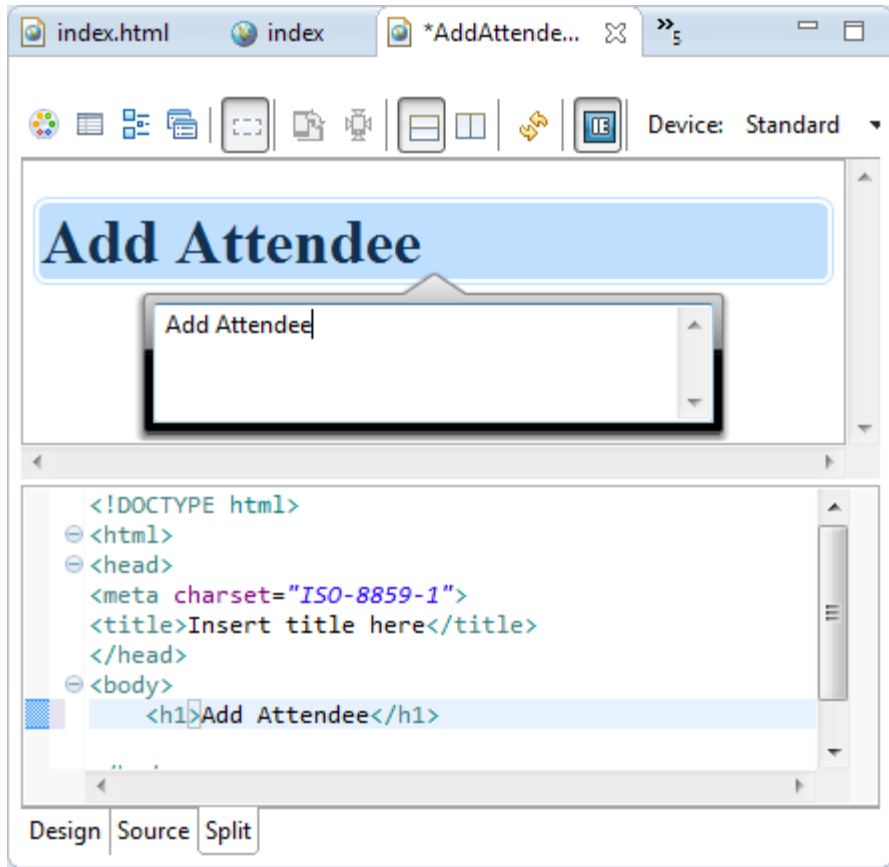 index.html index *AddAttende... »5
Device: Standard
Add Attendee
Add Attendee
<!DOCTYPE html>
<html>
<head>
<meta charset="ISO-8859-1">
<title>Insert title here</title>
</head>
<body>
<h1>Add Attendee</h1>
Design Source Split